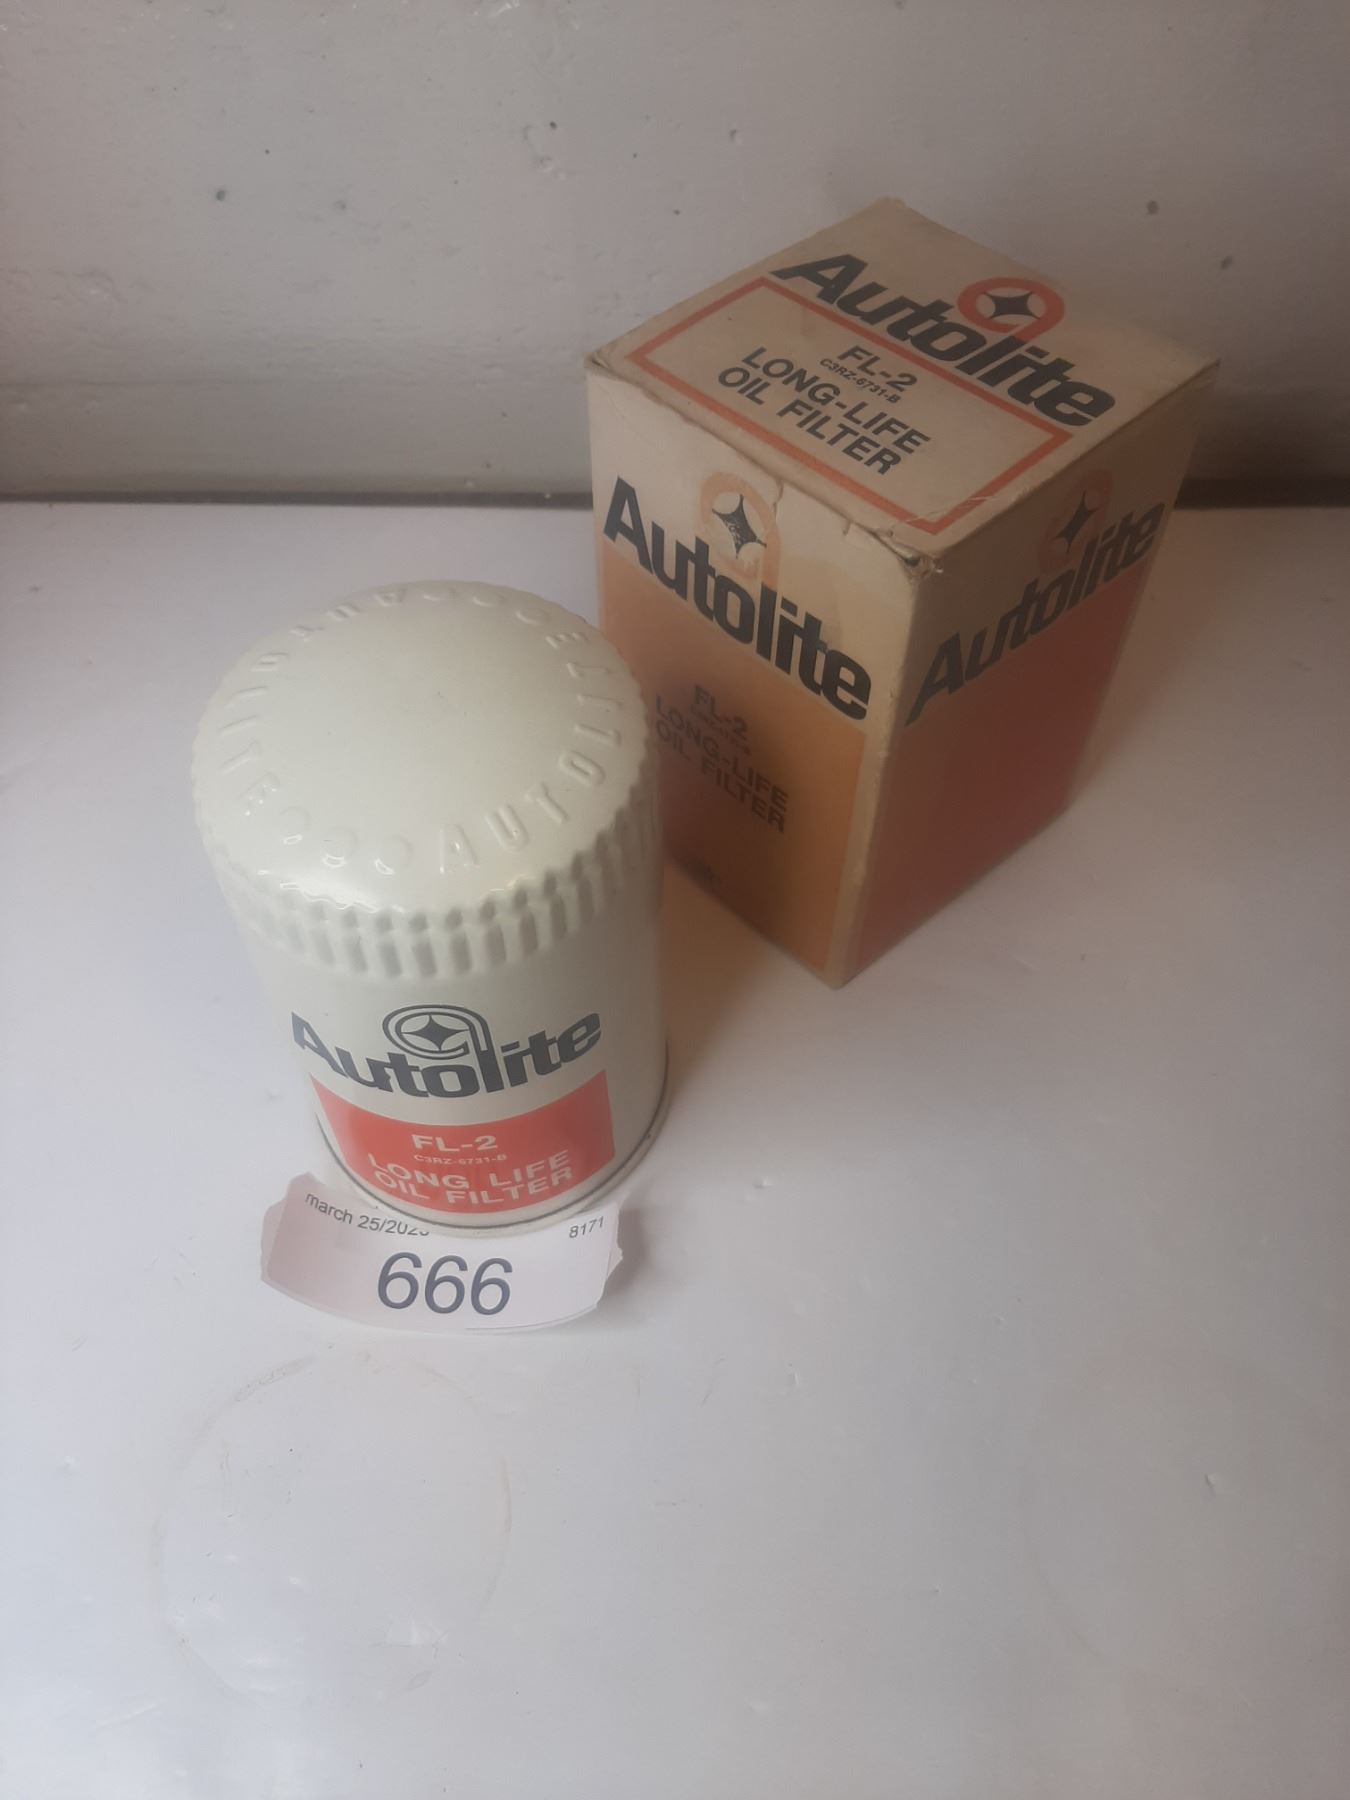 Autolite
FL-2
C3RZ-6731-B
LONG-LIFE
OIL FILTER
Autolite
FL-2
LONG-LIFE
OIL FILTER
Autolite
AUTOLITE
AUTOLITE
Autolite
FL-2
C3RZ-6731-B
LONG LIFE
OIL FILTER
march 25/202 8171
666